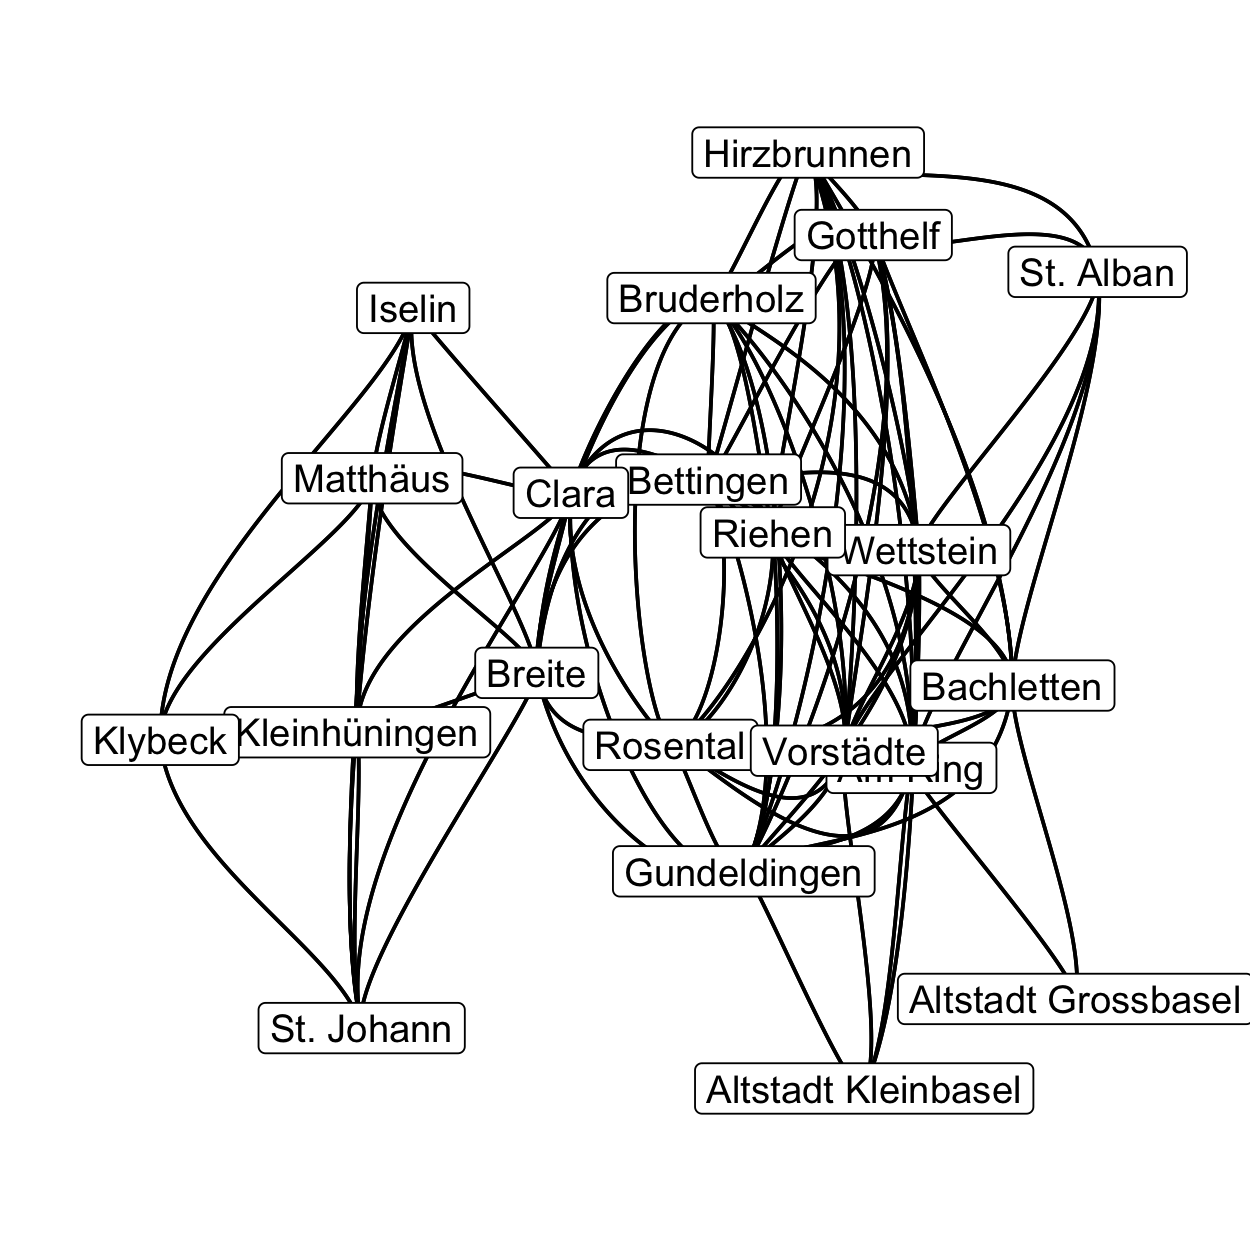 Hirzbrunnen
Gotthelf
St. Alban
Bruderholz
Iselin
Matthäus
Clara
Bettingen
Riehen
Wettstein
Breite
Bachletten
Klybeck
Kleinhüningen
Rosental
Vorstädte
Am Ring
Gundeldingen
Altstadt Grossbasel
St. Johann
Altstadt Kleinbasel